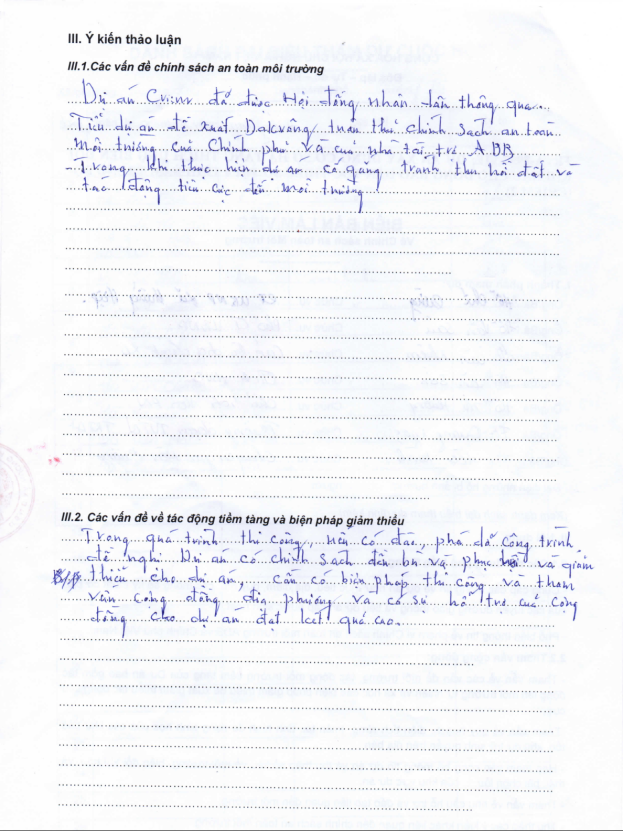 III. Ý kiến thảo luận
III.1.Các vấn đề chính sách an toàn môi trường
Dự án đã được Hội đồng nhân dân thông qua.
Tiểu dự án đề xuất Dakrông tuân thủ chính sách an toàn
môi trường của Chính phủ và của nhà tài trợ ADB
Trong khi thực hiện dự án cố gắng tránh thu hồi đất và
tác động tiêu cực đến môi trường
III.2. Các vấn đề về tác động tiềm tàng và biện pháp giảm thiểu
Trong quá trình thi công, nếu có đào, phá dỡ công trình
đề nghị Dự án có chính sách đền bù và phục hồi và giảm
thiểu cho dự án, cần có biện pháp thi công và tham
vấn cộng đồng địa phương và có sự hỗ trợ của cộng
đồng cho dự án đạt kết quả cao.